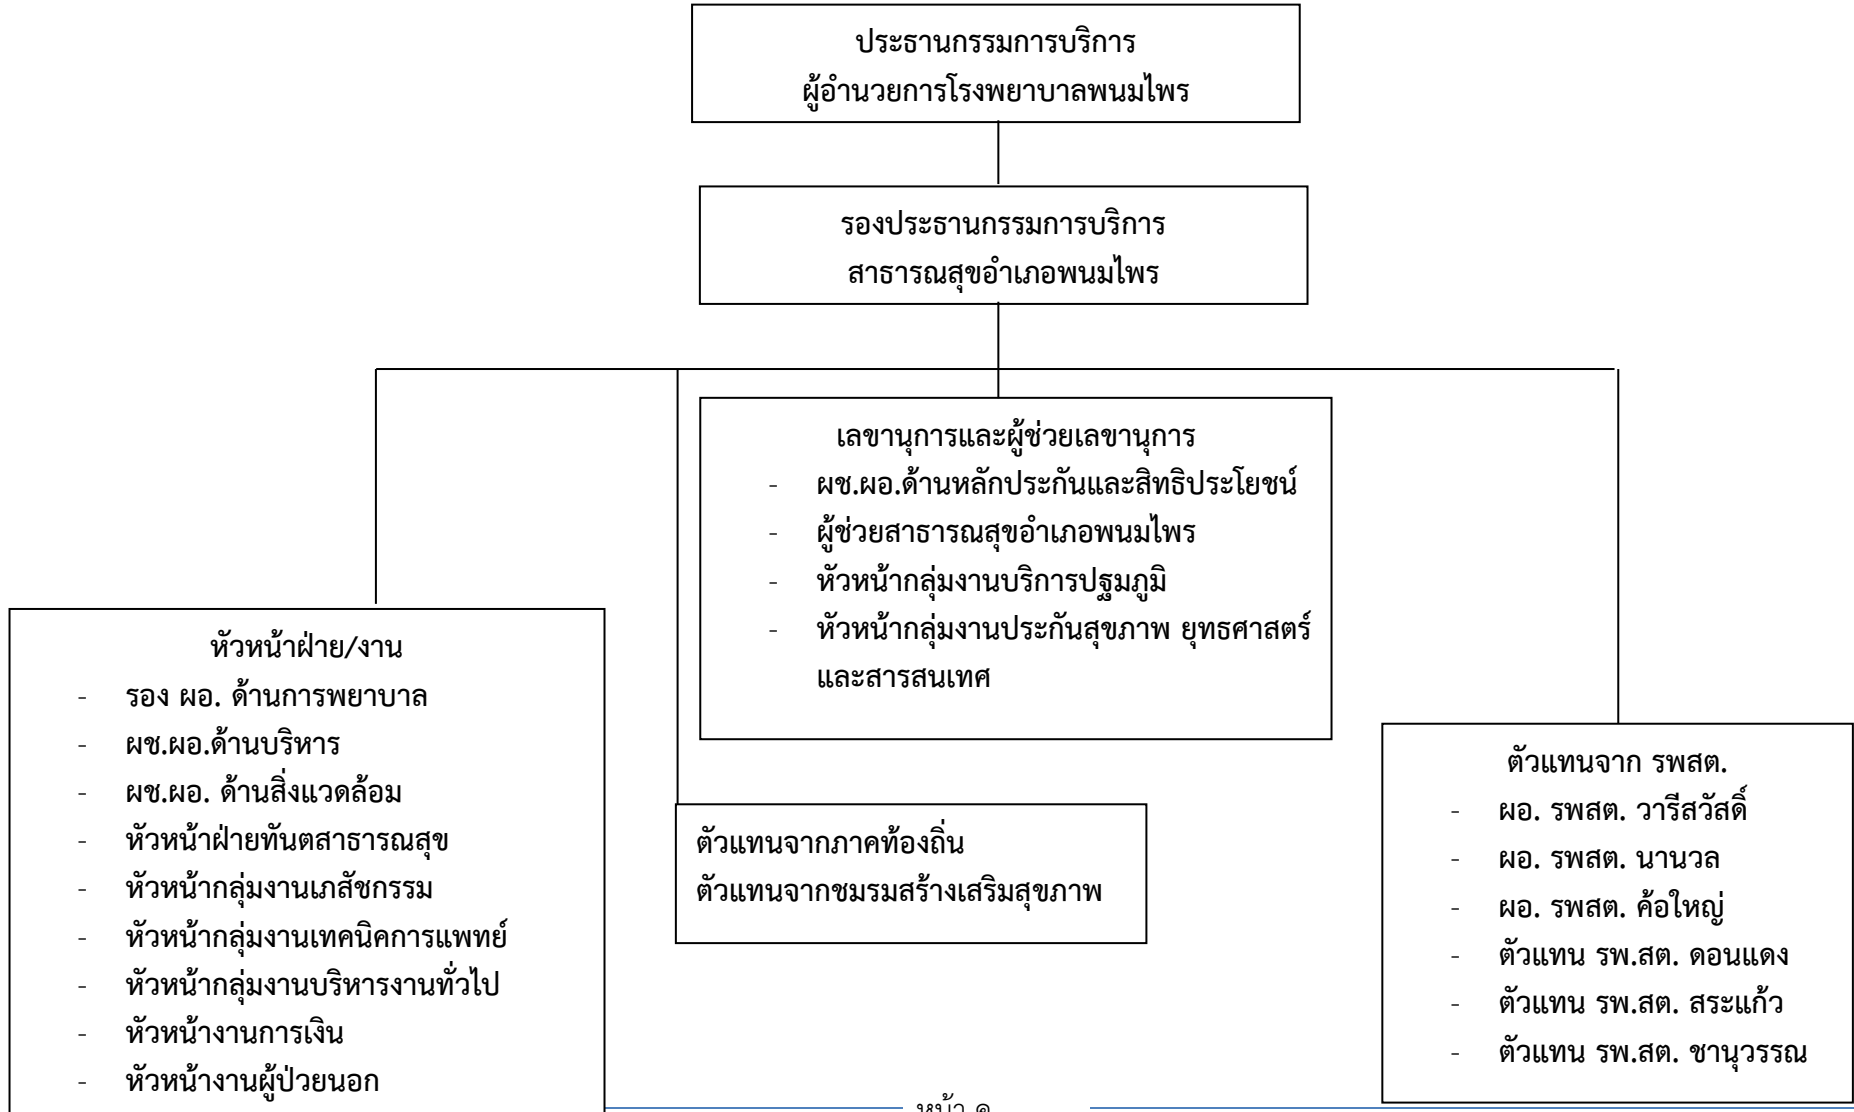 ประธานกรรมการบริการ
ผู้อำนวยการโรงพยาบาลพนมไพร
รองประธานกรรมการบริการ
สาธารณสุขอำเภอพนมไพร
เลขานุการและผู้ช่วยเลขานุการ
- ผช.ผอ.ด้านหลักประกันและสิทธิประโยชน์
- ผู้ช่วยสาธารณสุขอำเภอพนมไพร
- หัวหน้ากลุ่มงานบริการปฐมภูมิ
- หัวหน้ากลุ่มงานประกันสุขภาพ ยุทธศาสตร์
และสารสนเทศ
หัวหน้าฝ่าย/งาน
- รอง ผอ. ด้านการพยาบาล
- ผช.ผอ.ด้านบริหาร
- ผช.ผอ. ด้านสิ่งแวดล้อม
- หัวหน้าฝ่ายทันตสาธารณสุข
- หัวหน้ากลุ่มงานเภสัชกรรม
- หัวหน้ากลุ่มงานเทคนิคการแพทย์
- หัวหน้ากลุ่มงานบริหารงานทั่วไป
- หัวหน้างานการเงิน
- หัวหน้างานผู้ป่วยนอก
ตัวแทนจากภาคท้องถิ่น
ตัวแทนจากชมรมสร้างเสริมสุขภาพ
ตัวแทนจาก รพสต.
- ผอ. รพสต. วารีสวัสดิ์
- ผอ. รพสต. นานวล
- ผอ. รพสต. ค้อใหญ่
- ตัวแทน รพ.สต. ดอนแดง
- ตัวแทน รพ.สต. สระแก้ว
- ตัวแทน รพ.สต. ชานุวรรณ
หน้า ๑